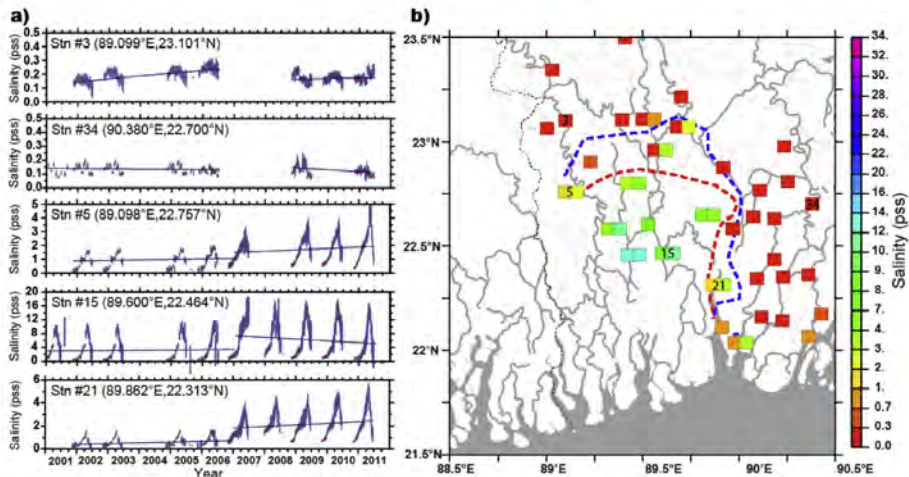 a)
Salinity (pss)
0.5
0.4
0.3
0.2
0.1
0.0
Stn #3 (89.099°E,23.101°N)
Salinity (pss)
0.5
0.4
0.3
0.2
0.1
0.0
Stn #34 (90.380°E,22.700°N)
Salinity (pss)
5
4
3
2
1
0
Stn #5 (89.098°E,22.757°N)
Salinity (pss)
20
16
12
8
4
0
Stn #15 (89.600°E,22.464°N)
Salinity (pss)
6
4
2
0
Stn #21 (89.862°E,22.313°N)
2001 2002 2003 2004 2005 2006 2007 2008 2009 2010 2011
Year
b)
23.5°N
23°N
22.5°N
22°N
21.5°N
88.5°E 89°E 89.5°E 90°E 90.5°E
3
5
34
15
21
34.
32.
30.
28.
26.
24.
22.
20.
18.
16.
14.
12.
10.
9.
8.
7.
6.
5.
4.
3.
2.
1.
0.7
0.3
0.0
Salinity (pss)